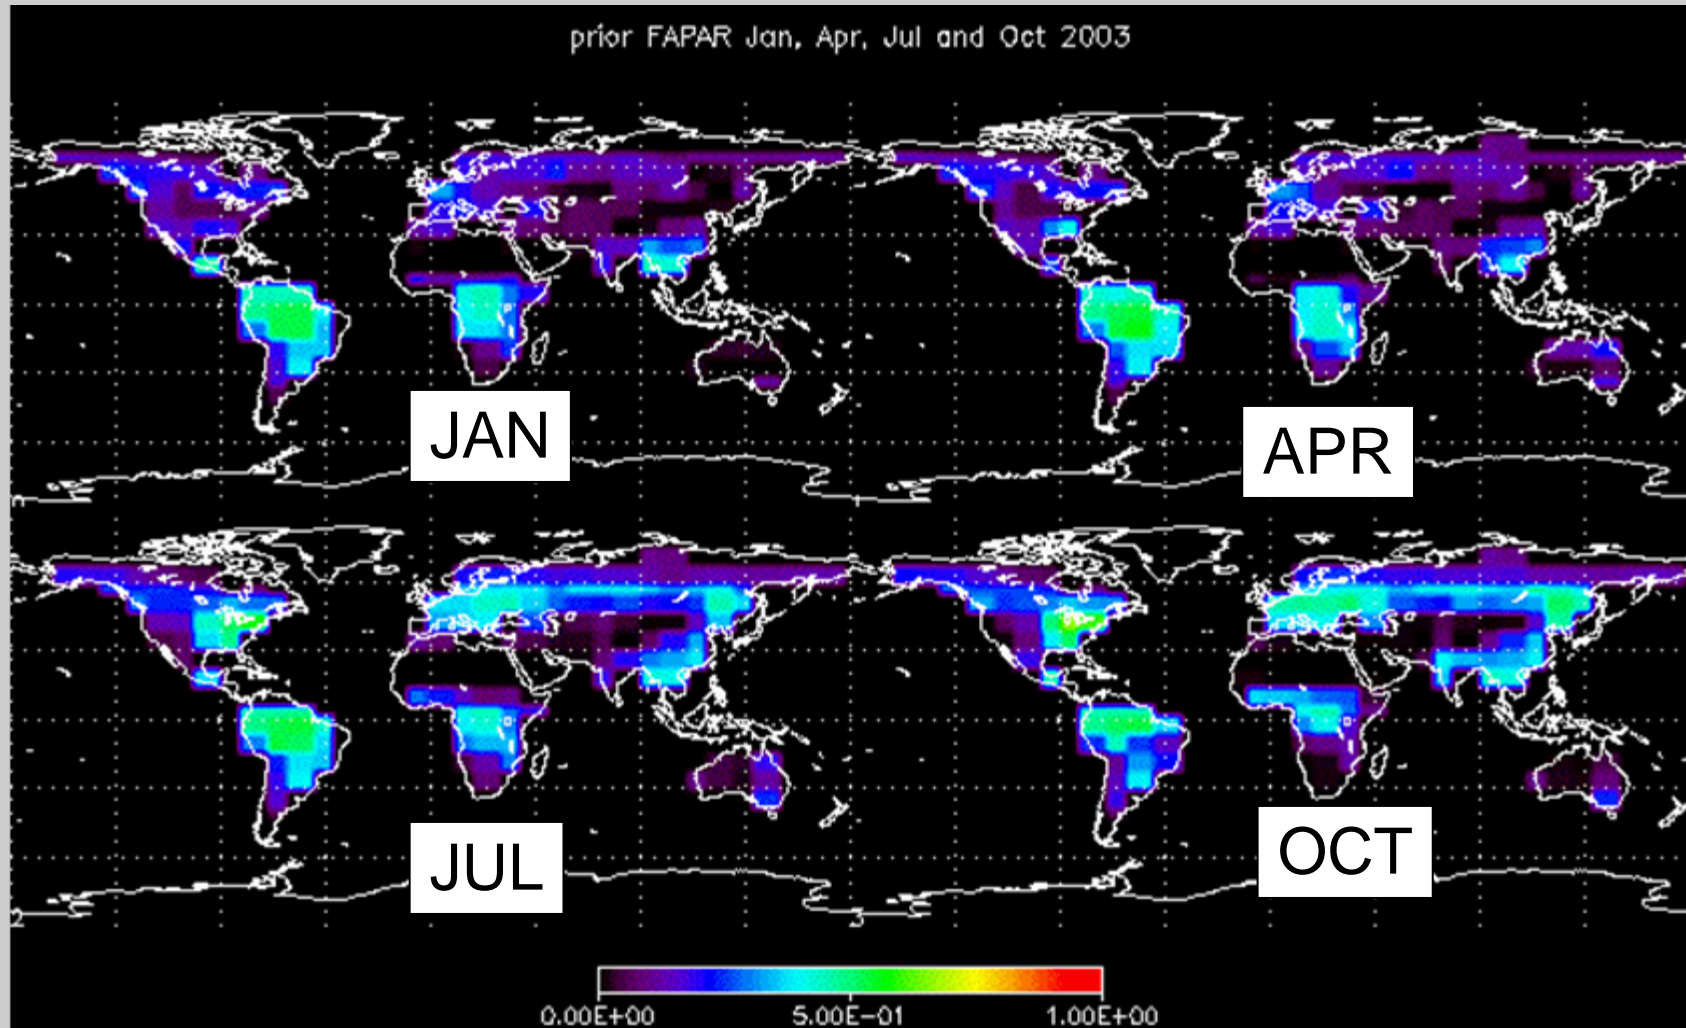 prior FAPAR Jan, Apr, Jul and Oct 2003
JAN
APR
JUL
OCT
0.00E+00 5.00E-01 1.00E+00